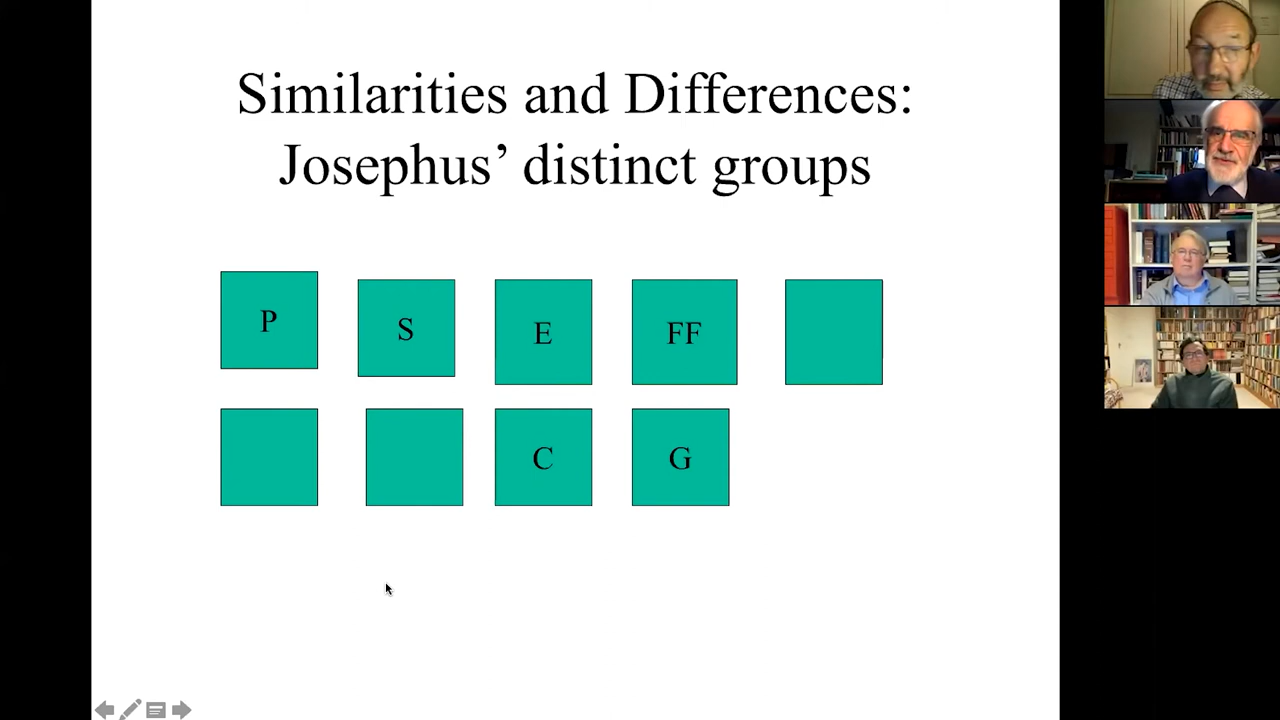 Similarities and Differences:
Josephus’ distinct groups
P
S
E
FF
C
G